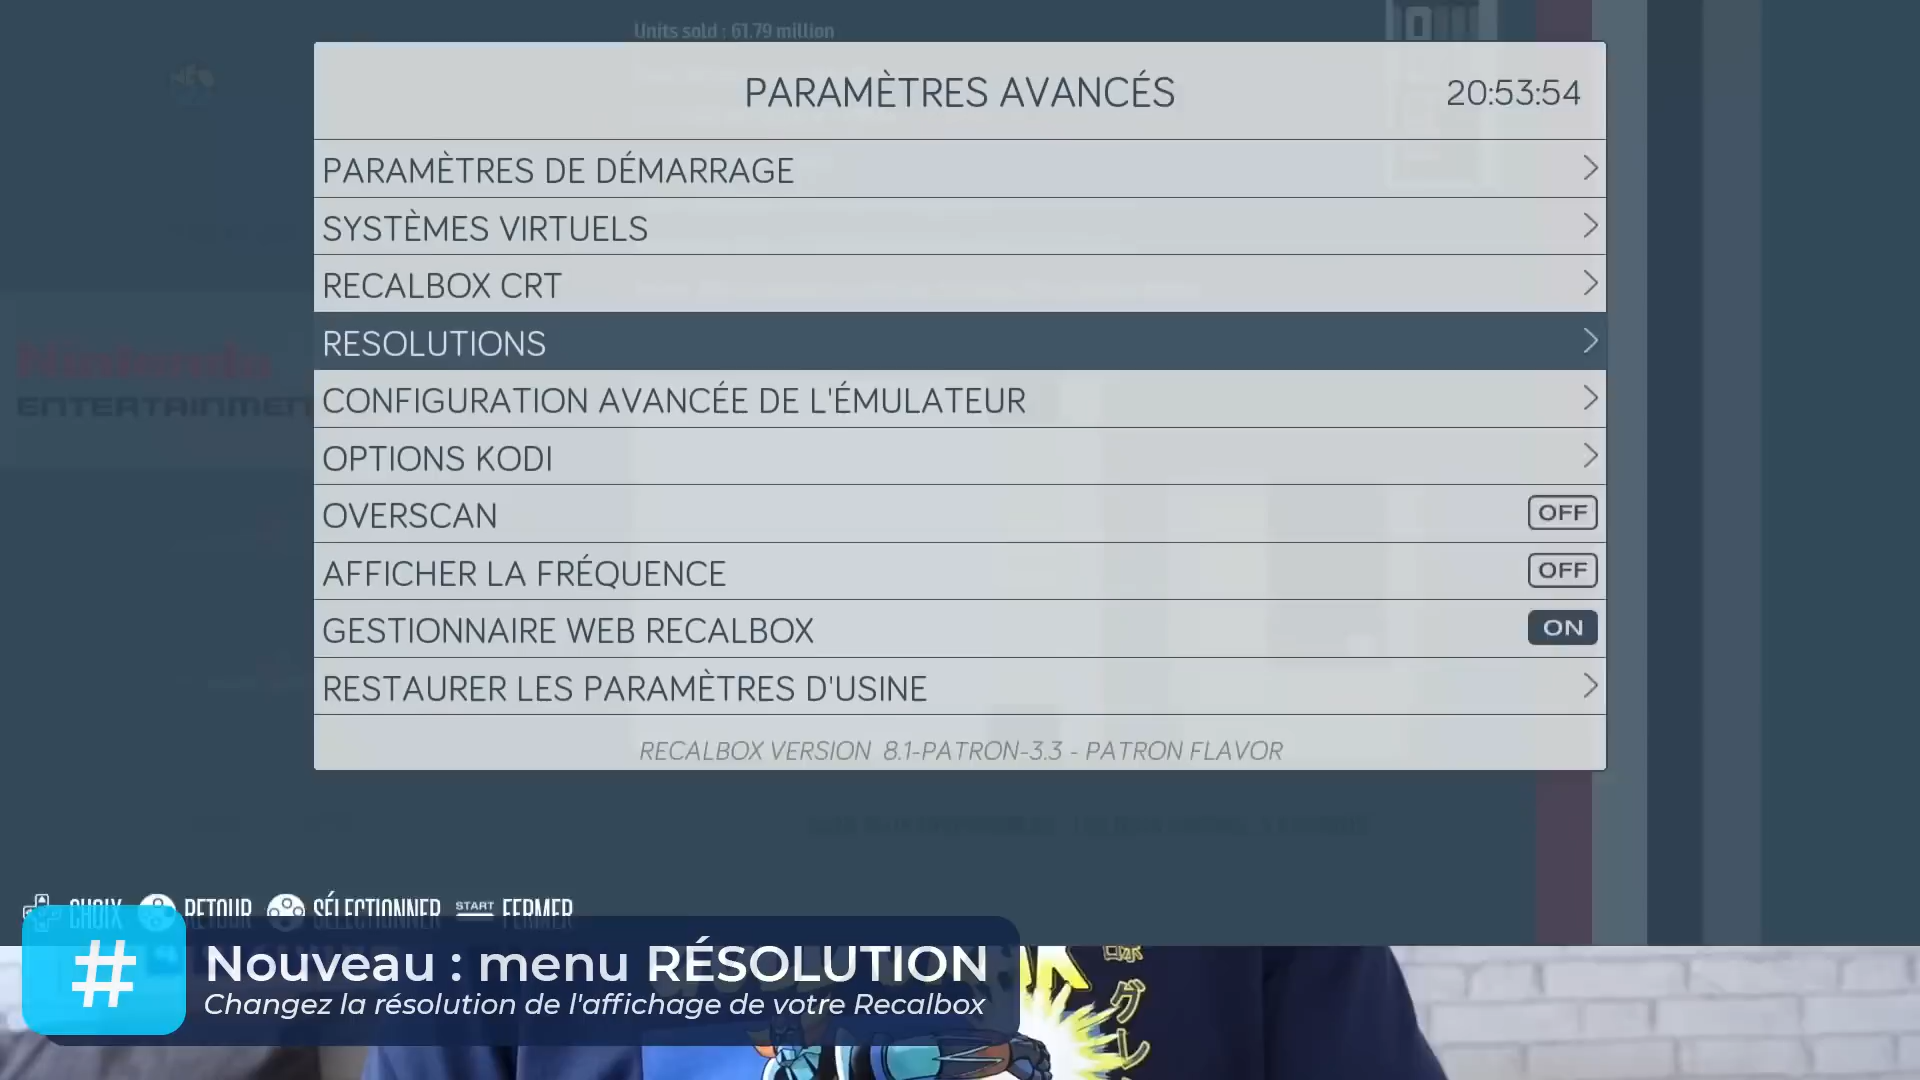 Units sold : 61.79 million
PARAMÈTRES AVANCÉS
20:53:54
PARAMÈTRES DE DÉMARRAGE
SYSTÈMES VIRTUELS
RECALBOX CRT
RESOLUTIONS
CONFIGURATION AVANCÉE DE L'ÉMULATEUR
OPTIONS KODI
OVERSCAN OFF
AFFICHER LA FRÉQUENCE OFF
GESTIONNAIRE WEB RECALBOX ON
RESTAURER LES PARAMÈTRES D'USINE
RECALBOX VERSION 8.1-PATRON-3.3 - PATRON FLAVOR
ENTERTAINMEN
CHOIX RETOUR SÉLECTIONNER START FERMER
# Nouveau : menu RÉSOLUTION
Changez la résolution de l'affichage de votre Recalbox